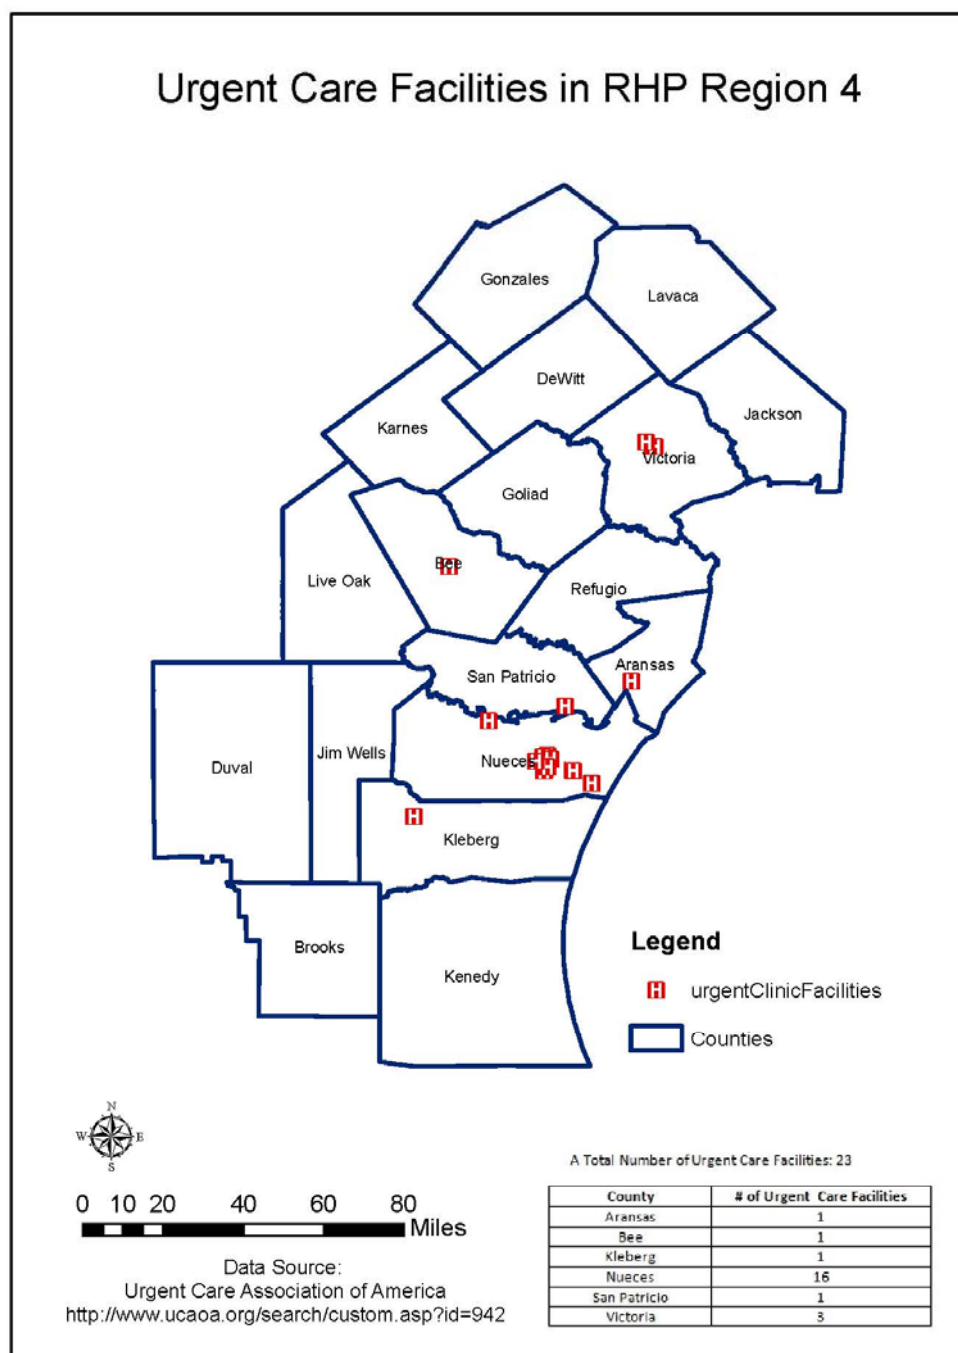 Urgent Care Facilities in RHP Region 4
Gonzales
Lavaca
DeWitt
Jackson
Karnes
Victoria
Goliad
Bee
Live Oak
Refugio
Aransas
San Patricio
Jim Wells
Nueces
Duval
Kleberg
Brooks
Kenedy
Legend
H urgentClinicFacilities
Counties
N
W E
S
0 10 20 40 60 80
Miles
Data Source:
Urgent Care Association of America
http://www.ucaoa.org/search/custom.asp?id=942
A Total Number of Urgent Care Facilities: 23
County # of Urgent Care Facilities
Aransas 1
Bee 1
Kleberg 1
Nueces 16
San Patricio 1
Victoria 3